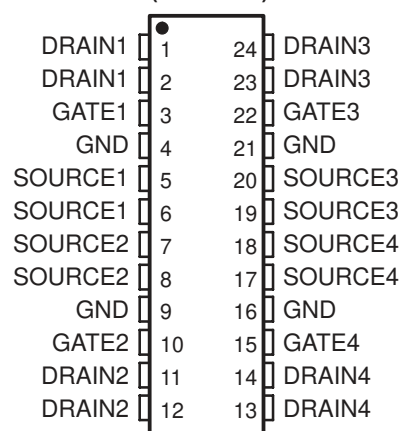 DRAIN1 1 24 DRAIN3
DRAIN1 2 23 DRAIN3
GATE1 3 22 GATE3
GND 4 21 GND
SOURCE1 5 20 SOURCE3
SOURCE1 6 19 SOURCE3
SOURCE2 7 18 SOURCE4
SOURCE2 8 17 SOURCE4
GND 9 16 GND
GATE2 10 15 GATE4
DRAIN2 11 14 DRAIN4
DRAIN2 12 13 DRAIN4